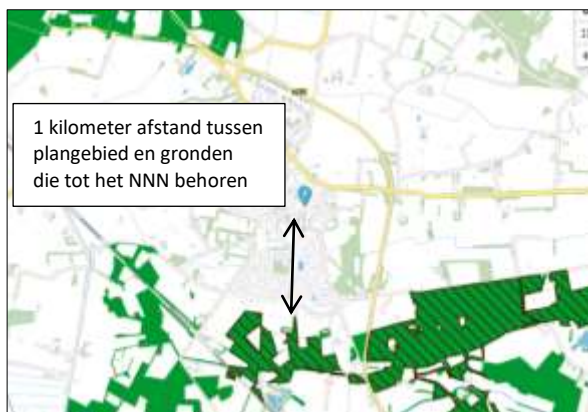 1 kilometer afstand tussen
plangebied en gronden
die tot het NNN behoren